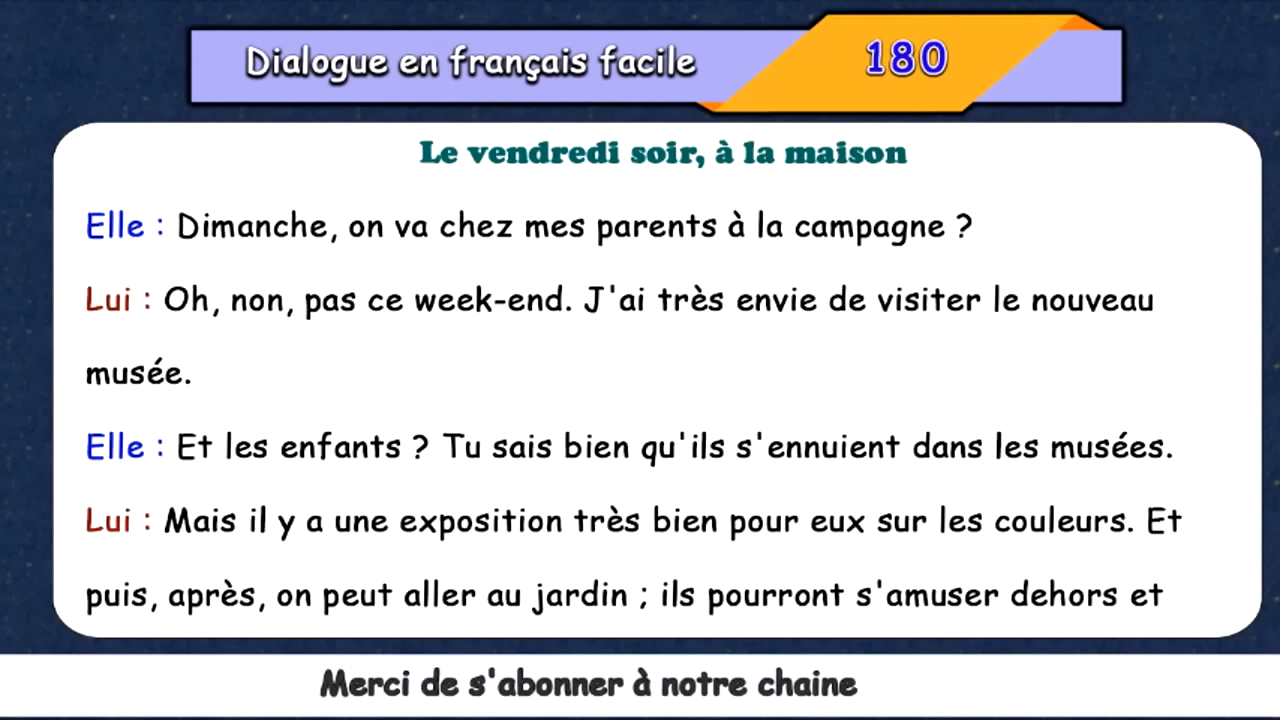 Dialogue en français facile
180
Le vendredi soir, à la maison
Elle : Dimanche, on va chez mes parents à la campagne ?
Lui : Oh, non, pas ce week-end. J'ai très envie de visiter le nouveau
musée.
Elle : Et les enfants ? Tu sais bien qu'ils s'ennuient dans les musées.
Lui : Mais il y a une exposition très bien pour eux sur les couleurs. Et
puis, après, on peut aller au jardin ; ils pourront s'amuser dehors et
Merci de s'abonner à notre chaine